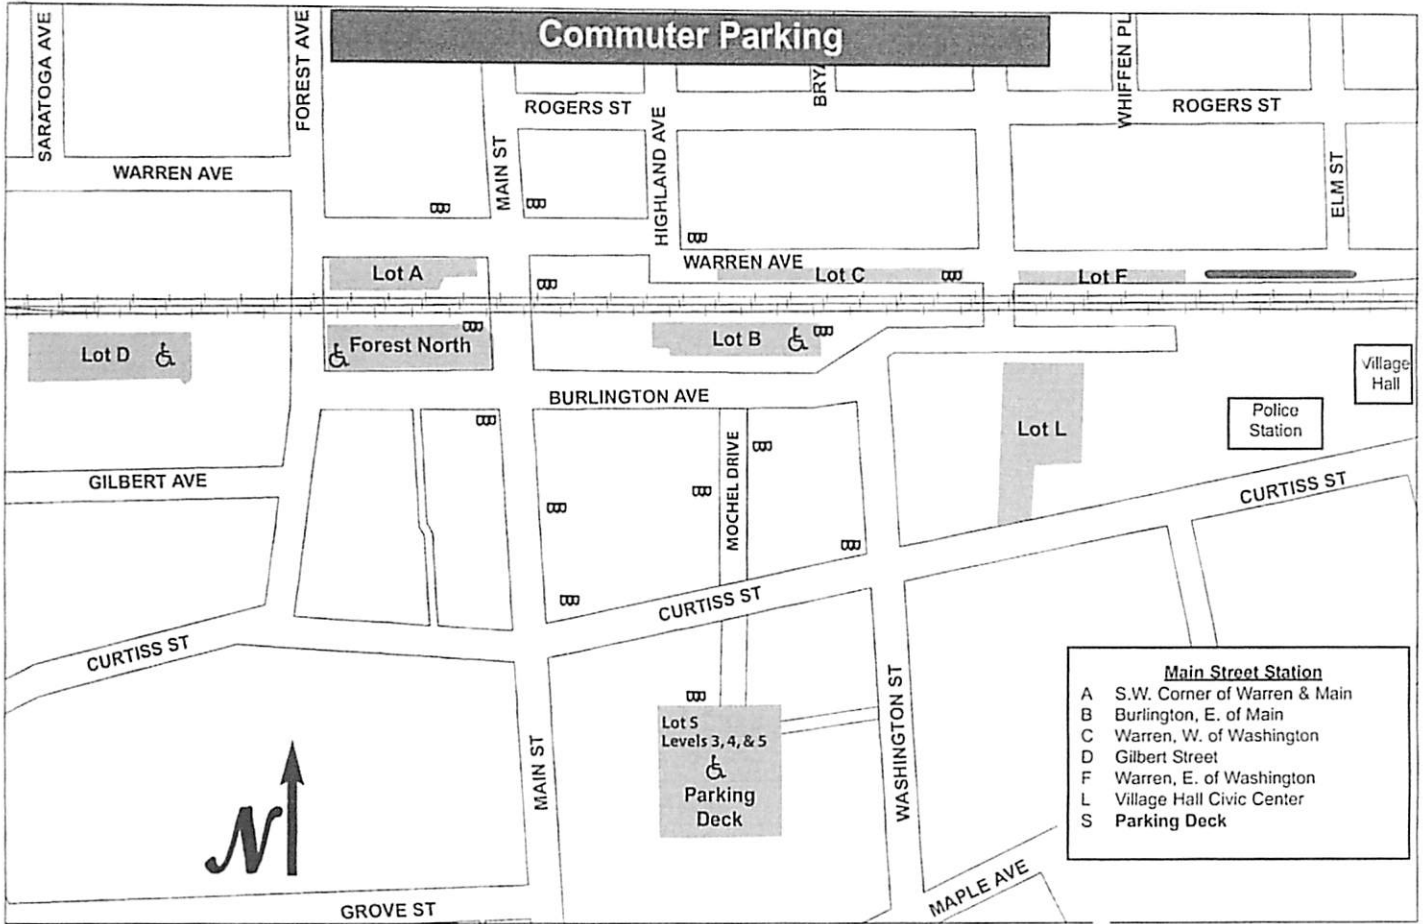 Commuter Parking
SARATOGA AVE
FOREST AVE
MAIN ST
ROGERS ST
HIGHLAND AVE
WHIFFEN PL
ROGERS ST
ELM ST
WARREN AVE
WARREN AVE
Lot A
Lot C
Lot F
Lot D
Forest North
Lot B
Village
Hall
BURLINGTON AVE
Police
Station
Lot L
MOCHEL DRIVE
GILBERT AVE
CURTISS ST
CURTISS ST
CURTISS ST
WASHINGTON ST
MAIN ST
Lot S
Levels 3, 4, & 5
Parking
Deck
N
GROVE ST
MAPLE AVE
Main Street Station
A S.W. Corner of Warren & Main
B Burlington, E. of Main
C Warren, W. of Washington
D Gilbert Street
F Warren, E. of Washington
L Village Hall Civic Center
S Parking Deck